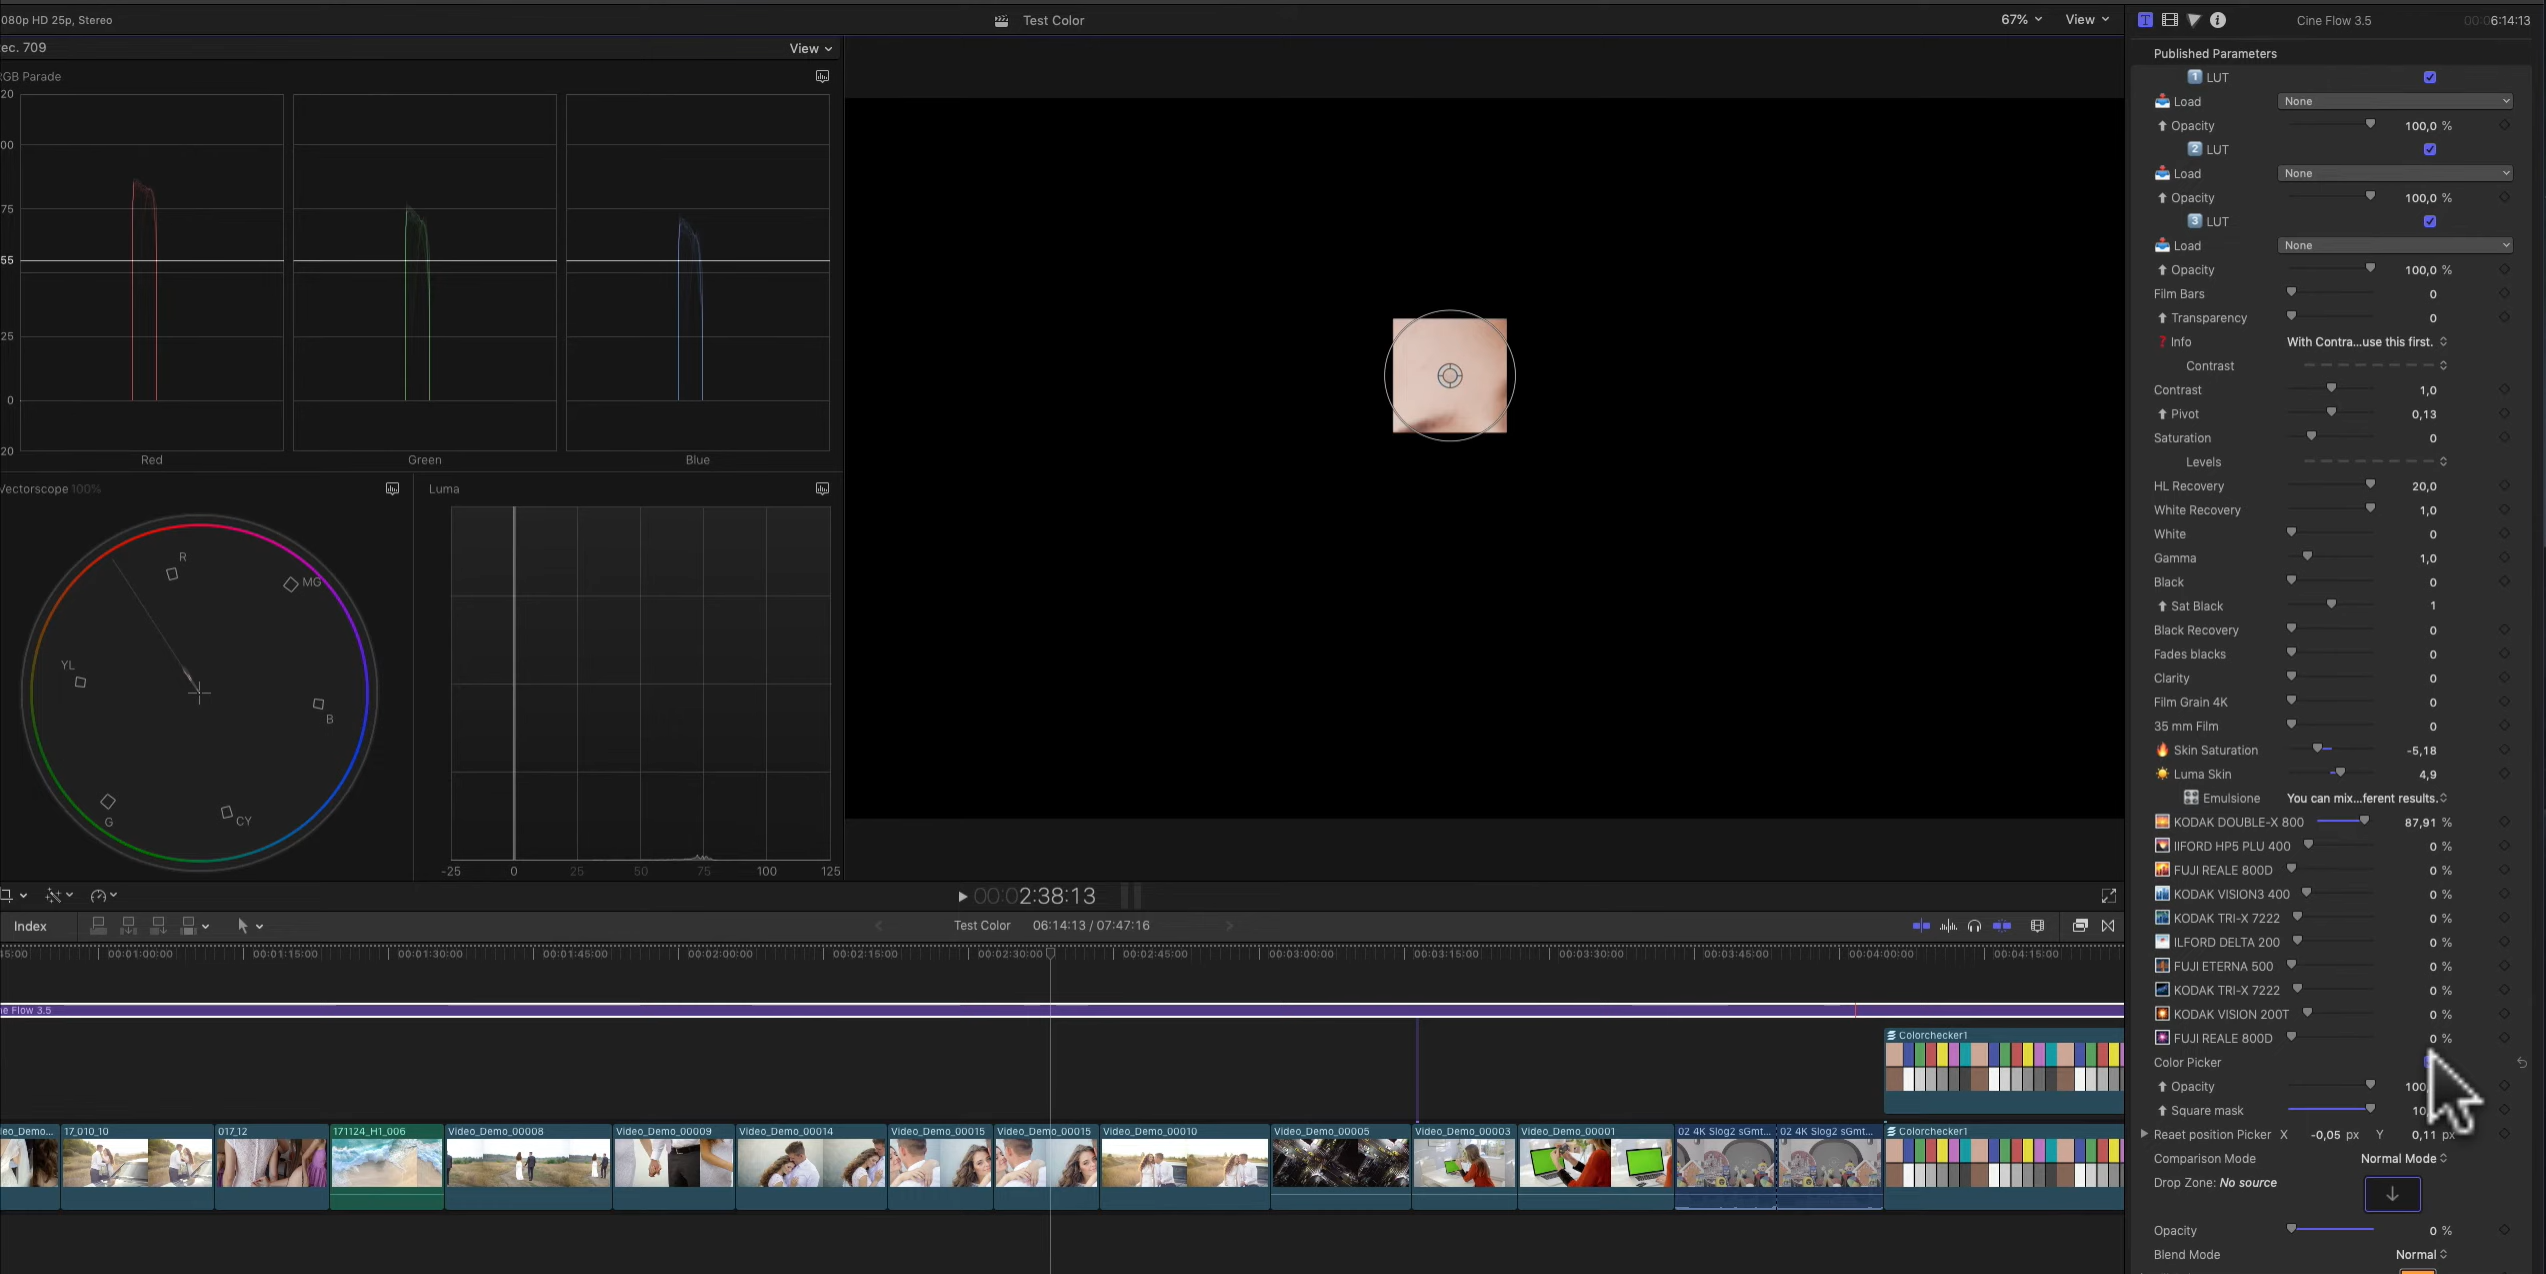 080p HD 25p, Stereo
Test Color
67%
View
Cine Flow 3.5
00:06:14:13
ec. 709
View
RGB Parade
20
00
75
55
25
0
20
Red
Green
Blue
Vectorscope 100%
R
MG
YL
B
G
CY
Luma
-25
0
25
50
75
100
125
Published Parameters
1 LUT
Load
None
Opacity
100,0 %
2 LUT
Load
None
Opacity
100,0 %
3 LUT
Load
None
Opacity
100,0 %
Film Bars
0
Transparency
0
? Info
With Contra...use this first.
Contrast
Contrast
1,0
Pivot
0,13
Saturation
0
Levels
HL Recovery
20,0
White Recovery
1,0
White
0
Gamma
1,0
Black
0
Sat Black
1
Black Recovery
0
Fades blacks
0
Clarity
0
Film Grain 4K
0
35 mm Film
0
Skin Saturation
-5,18
Luma Skin
4,9
Emulsione
You can mix...ferent results.
KODAK DOUBLE-X 800
87,91 %
IIFORD HP5 PLU 400
0 %
FUJI REALE 800D
0 %
KODAK VISION3 400
0 %
KODAK TRI-X 7222
0 %
ILFORD DELTA 200
0 %
FUJI ETERNA 500
0 %
KODAK TRI-X 7222
0 %
KODAK VISION 200T
0 %
FUJI REALE 800D
0 %
Color Picker
Opacity
100,
Square mask
10,
Reaet position Picker X -0,05 px Y 0,11 px
Comparison Mode
Normal Mode
Drop Zone: No source
Opacity
0 %
Blend Mode
Normal
00:02:38:13
Index
Test Color
06:14:13 / 07:47:16
45:00
00:01:00:00
00:01:15:00
00:01:30:00
00:01:45:00
00:02:00:00
00:02:15:00
00:02:30:00
00:02:45:00
00:03:00:00
00:03:15:00
00:03:30:00
00:03:45:00
00:04:00:00
00:04:15:00
ne Flow 3.5
Colorchecker1
deo_Demo...
17_010_10
017_12
171124_H1_006
Video_Demo_00008
Video_Demo_00009
Video_Demo_00014
Video_Demo_00015
Video_Demo_00015
Video_Demo_00010
Video_Demo_00005
Video_Demo_00003
Video_Demo_00001
02 4K Slog2 sGmt...
02 4K Slog2 sGmt...
Colorchecker1